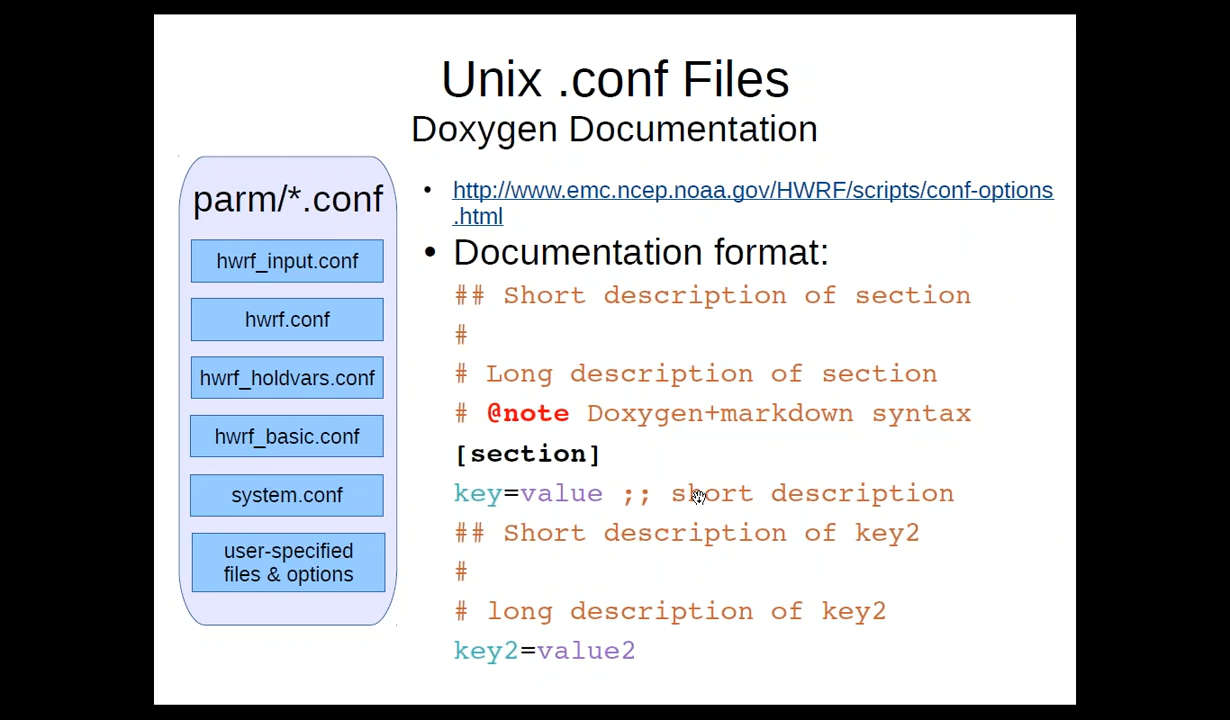 Unix .conf Files
Doxygen Documentation
parm/*.conf
hwrf_input.conf
hwrf.conf
hwrf_holdvars.conf
hwrf_basic.conf
system.conf
user-specified
files & options
• http://www.emc.ncep.noaa.gov/HWRF/scripts/conf-options
.html
• Documentation format:
## Short description of section
#
# Long description of section
# @note Doxygen+markdown syntax
[section]
key=value ;; short description
## Short description of key2
#
# long description of key2
key2=value2